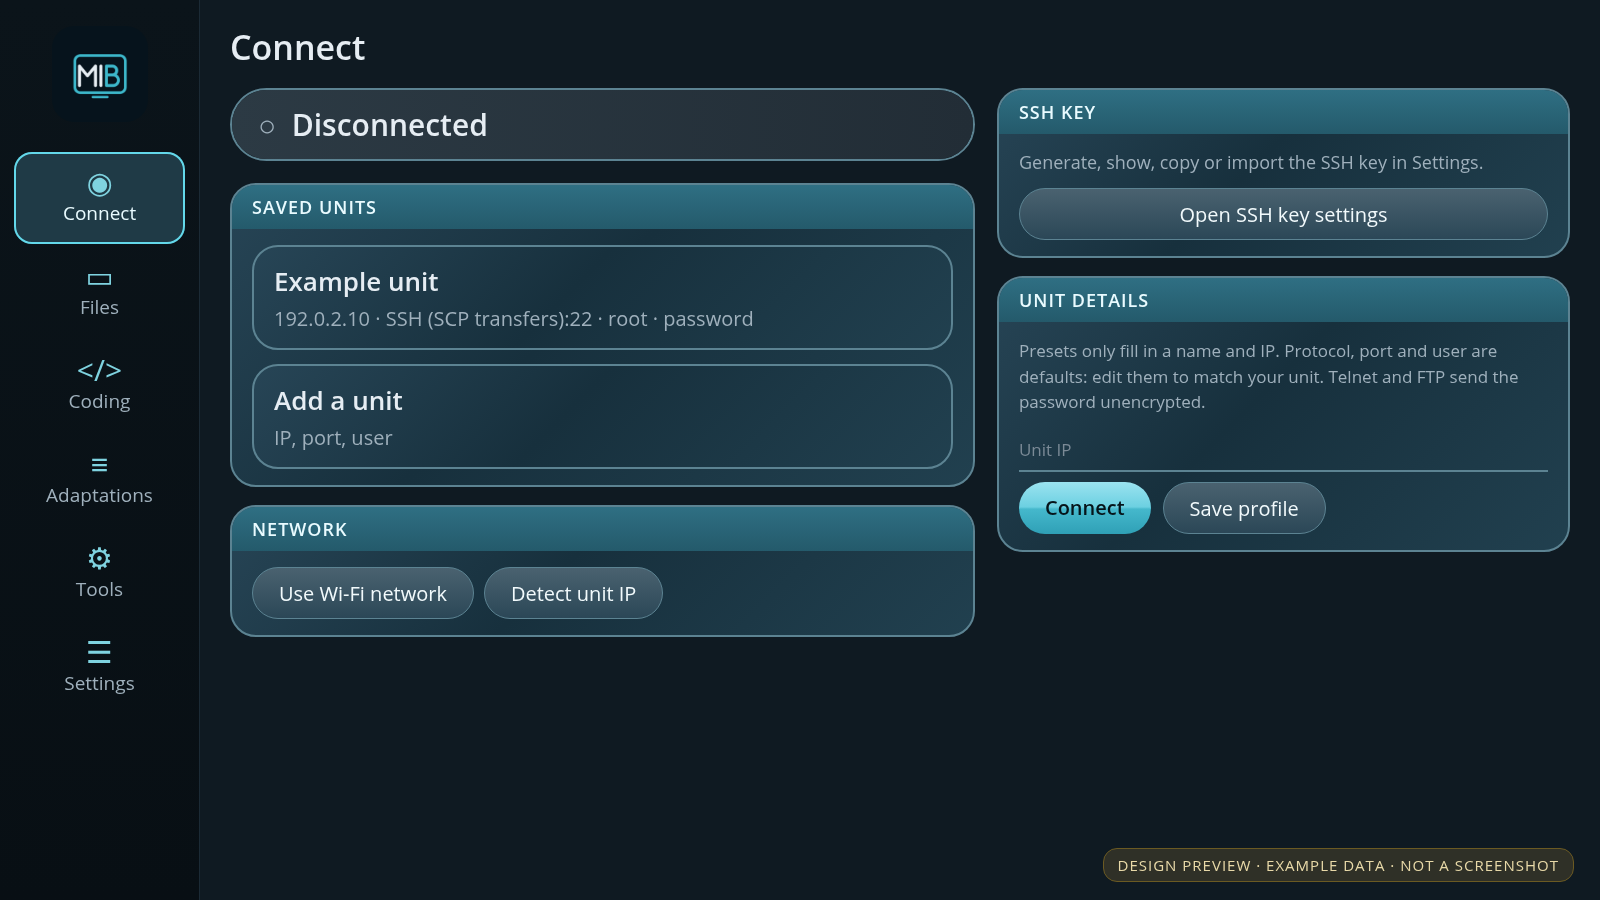 MIB
Connect
Files
</>
Coding
Adaptations
Tools
Settings
Connect
Disconnected
SAVED UNITS
Example unit
192.0.2.10 · SSH (SCP transfers):22 · root · password
Add a unit
IP, port, user
NETWORK
Use Wi-Fi network
Detect unit IP
SSH KEY
Generate, show, copy or import the SSH key in Settings.
Open SSH key settings
UNIT DETAILS
Presets only fill in a name and IP. Protocol, port and user are
defaults: edit them to match your unit. Telnet and FTP send the
password unencrypted.
Unit IP
Connect
Save profile
DESIGN PREVIEW · EXAMPLE DATA · NOT A SCREENSHOT